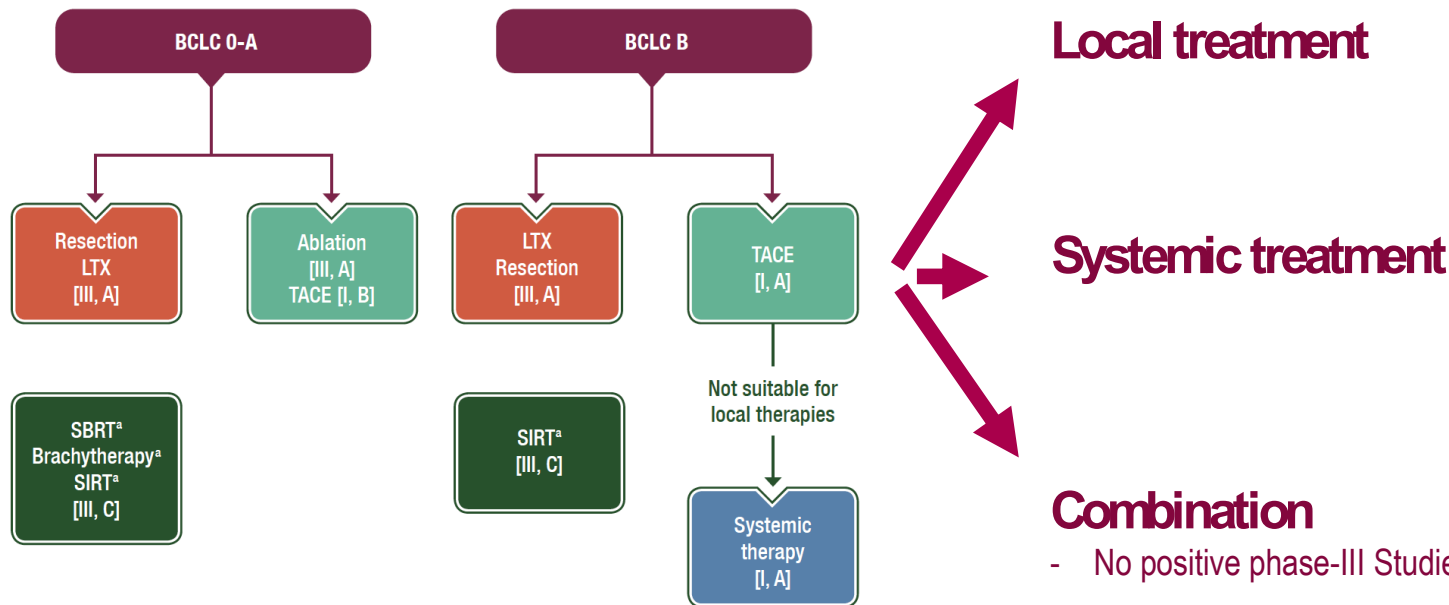 BCLC 0-A
BCLC B
Resection
LTX
[III, A]
Ablation
[III, A]
TACE [I, B]
LTX
Resection
[III, A]
TACE
[I, A]
SBRTᵃ
Brachytherapyᵃ
SIRTᵃ
[III, C]
SIRTᵃ
[III, C]
Not suitable for
local therapies
Systemic
therapy
[I, A]
Local treatment
Systemic treatment
Combination
- No positive phase-III Studie